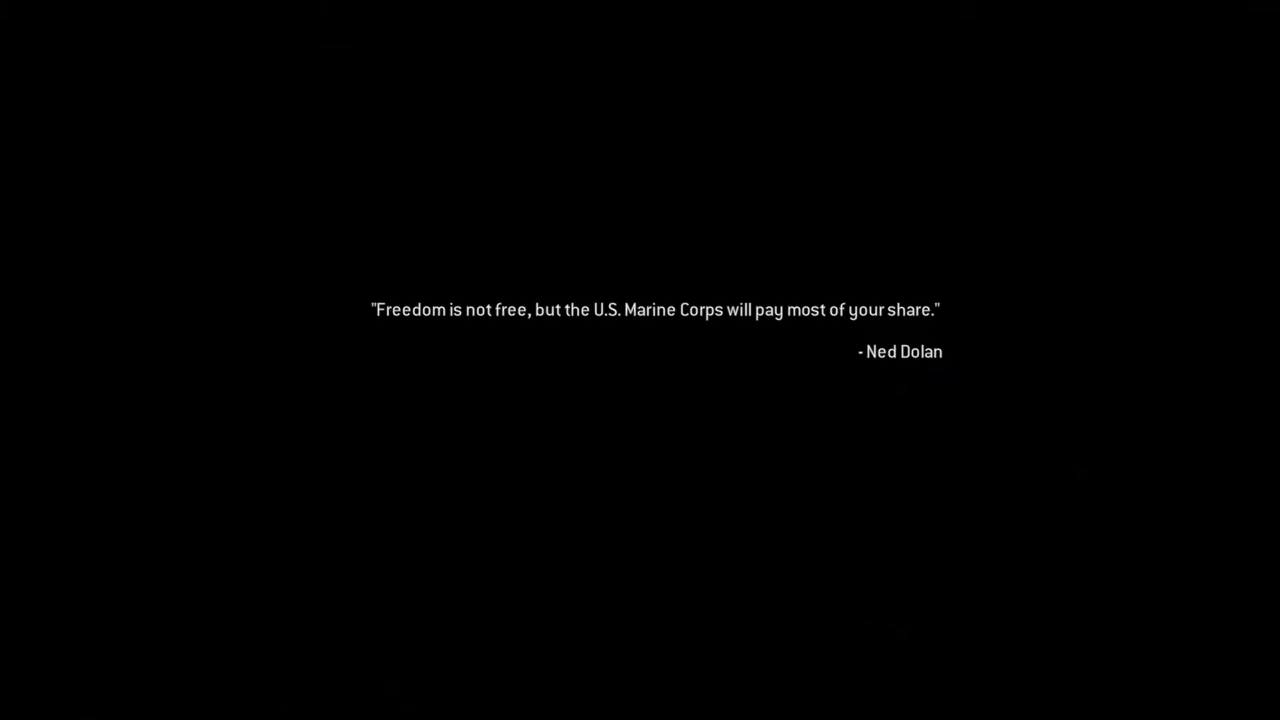 "Freedom is not free, but the U.S. Marine Corps will pay most of your share."
- Ned Dolan